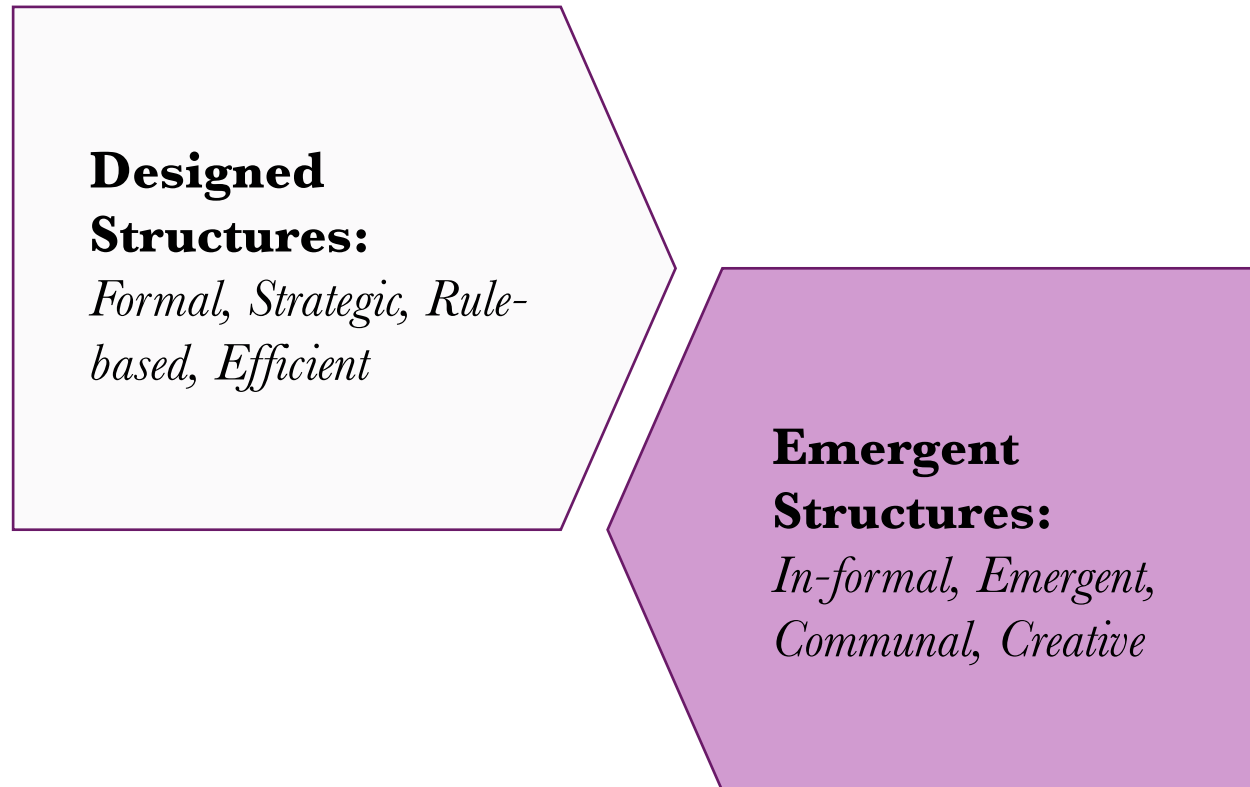 Designed
Structures:
Formal, Strategic, Rule-
based, Efficient
Emergent
Structures:
In-formal, Emergent,
Communal, Creative